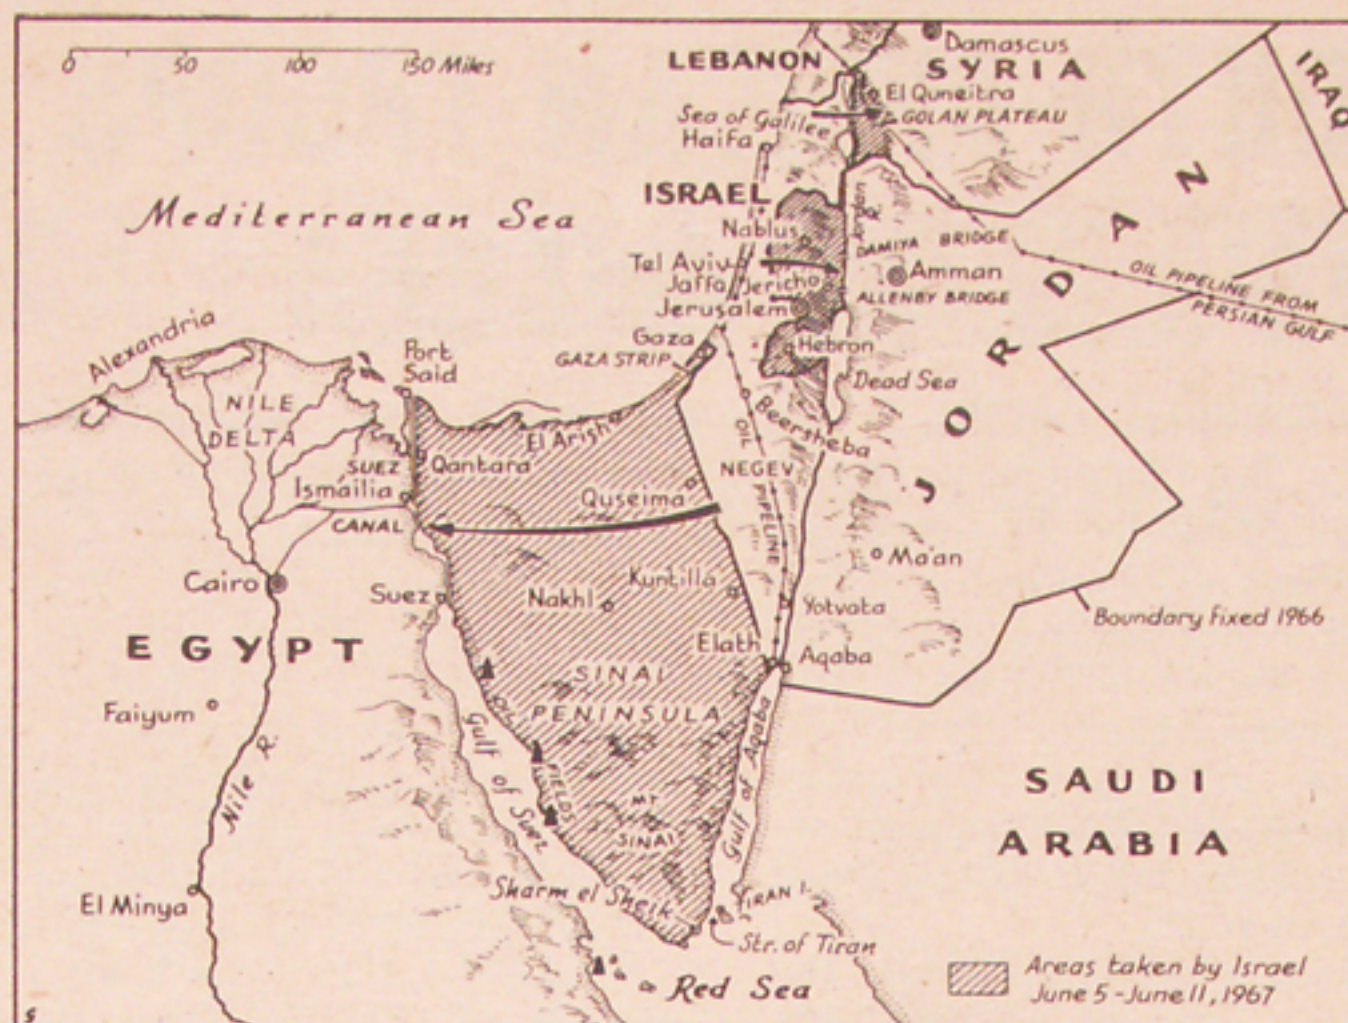 0 50 100 150 Miles
LEBANON
Damascus
SYRIA
IRAQ
El Quneitra
Sea of Galilee
GOLAN PLATEAU
Haifa
ISRAEL
Jordan R.
Mediterranean Sea
Nablus
DAMIYA BRIDGE
Tel Aviv
Jaffa
Jericho
Amman
ALLENBY BRIDGE
Jerusalem
OIL PIPELINE FROM
PERSIAN GULF
JORDAN
Alexandria
Port
Said
Gaza
GAZA STRIP
Hebron
Dead Sea
NILE
DELTA
El Arish
Beersheba
SUEZ
CANAL
Qantara
Ismáilia
Quseima
NEGEV
OIL PIPELINE
Cairo
Suez
Nakhl
Kuntilla
Ma'an
Yotvata
Boundary fixed 1966
EGYPT
Elath
Aqaba
SINAI
PENINSULA
Faiyum
OIL FIELDS
Gulf of Suez
Gulf of Aqaba
Nile R.
MT
SINAI
SAUDI
ARABIA
El Minya
Sharm el Sheik
TIRAN I.
Str. of Tiran
Red Sea
Areas taken by Israel
June 5 - June 11, 1967